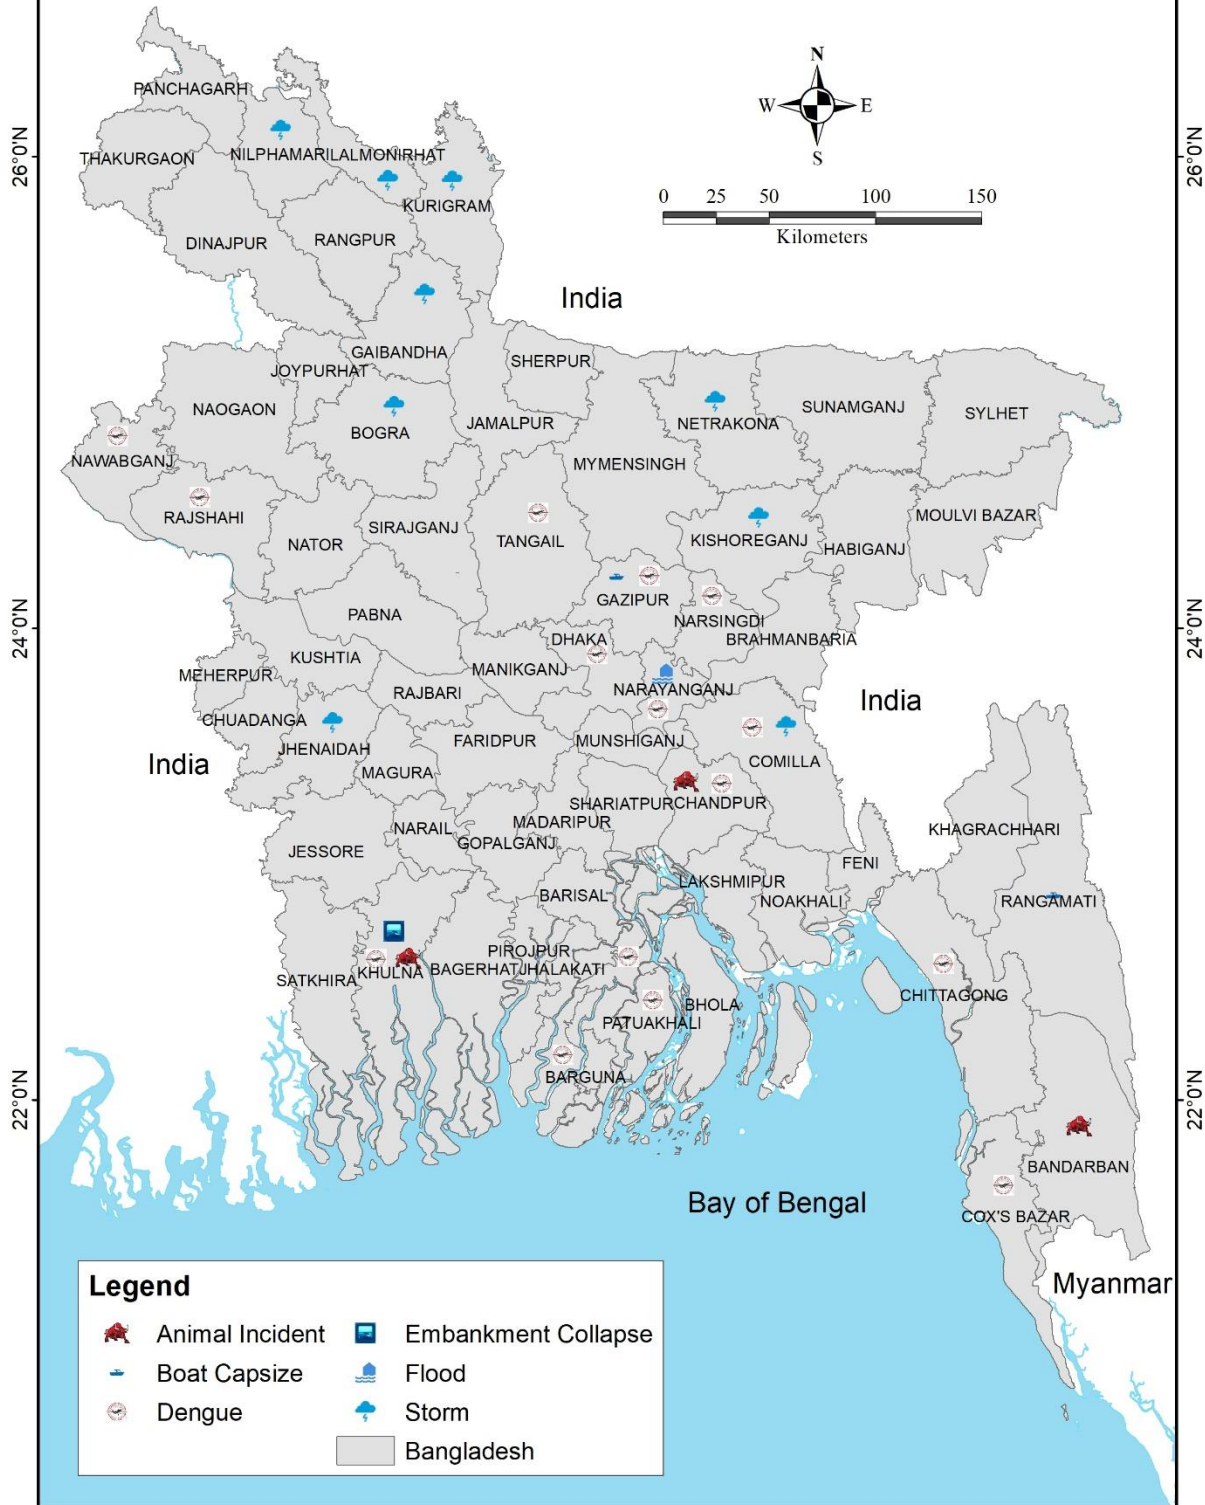 N
W E
S
0 25 50 100 150
Kilometers
26°0'N
26°0'N
24°0'N
24°0'N
22°0'N
22°0'N
PANCHAGARH
THAKURGAON
NILPHAMARI
LALMONIRHAT
KURIGRAM
DINAJPUR
RANGPUR
India
GAIBANDHA
JOYPURHAT
SHERPUR
NAOGAON
BOGRA
JAMALPUR
NETRAKONA
SUNAMGANJ
SYLHET
NAWABGANJ
MYMENSINGH
RAJSHAHI
NATOR
SIRAJGANJ
TANGAIL
KISHOREGANJ
HABIGANJ
MOULVI BAZAR
PABNA
GAZIPUR
NARSINGDI
BRAHMANBARIA
DHAKA
MEHERPUR
KUSHTIA
MANIKGANJ
RAJBARI
NARAYANGANJ
India
CHUADANGA
JHENAIDAH
India
MAGURA
FARIDPUR
MUNSHIGANJ
COMILLA
SHARIATPUR
CHANDPUR
MADARIPUR
NARAIL
GOPALGANJ
JESSORE
KHAGRACHHARI
FENI
LAKSHMIPUR
NOAKHALI
BARISAL
RANGAMATI
PIROJPUR
SATKHIRA
KHULNA
BAGERHAT
JHALAKATI
CHITTAGONG
BHOLA
PATUAKHALI
BARGUNA
BANDARBAN
COX'S BAZAR
Bay of Bengal
Myanmar
Legend
Animal Incident
Embankment Collapse
Boat Capsize
Flood
Dengue
Storm
Bangladesh